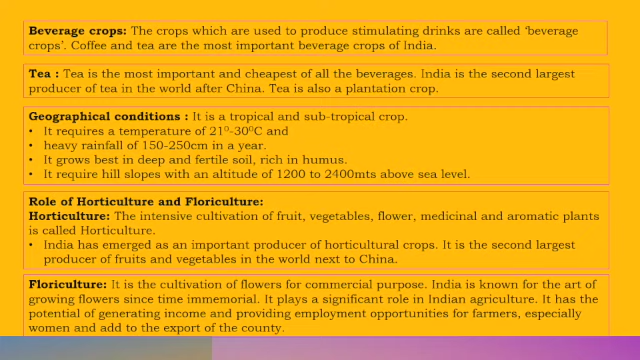 Beverage crops: The crops which are used to produce stimulating drinks are called ‘beverage
crops’. Coffee and tea are the most important beverage crops of India.
Tea : Tea is the most important and cheapest of all the beverages. India is the second largest
producer of tea in the world after China. Tea is also a plantation crop.
Geographical conditions : It is a tropical and sub-tropical crop.
• It requires a temperature of 21⁰-30⁰C and
• heavy rainfall of 150-250cm in a year.
• It grows best in deep and fertile soil, rich in humus.
• It require hill slopes with an altitude of 1200 to 2400mts above sea level.
Role of Horticulture and Floriculture:
Horticulture: The intensive cultivation of fruit, vegetables, flower, medicinal and aromatic plants
is called Horticulture.
• India has emerged as an important producer of horticultural crops. It is the second largest
producer of fruits and vegetables in the world next to China.
Floriculture: It is the cultivation of flowers for commercial purpose. India is known for the art of
growing flowers since time immemorial. It plays a significant role in Indian agriculture. It has the
potential of generating income and providing employment opportunities for farmers, especially
women and add to the export of the county.